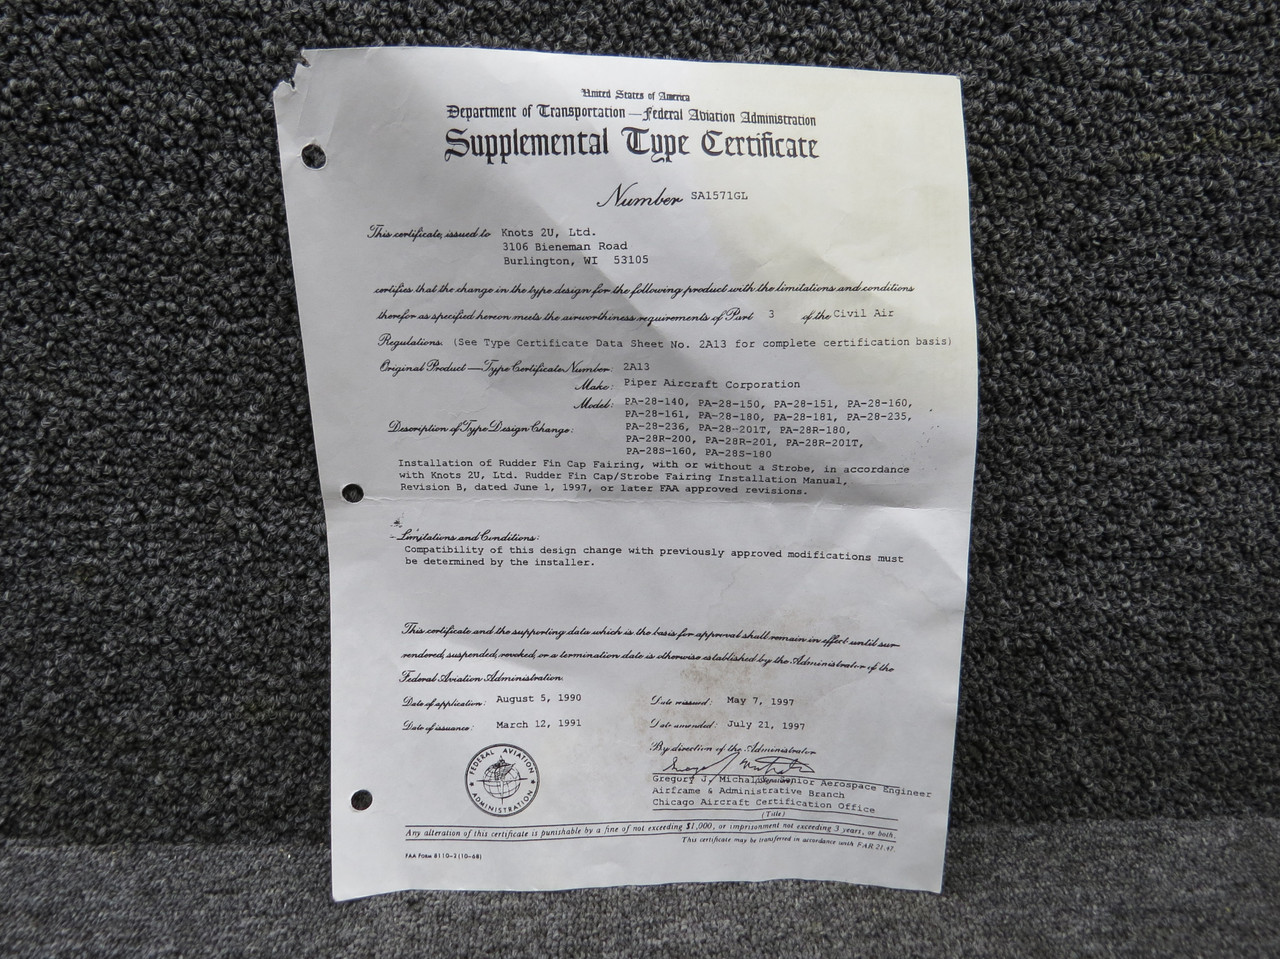 United States of America
Department of Transportation — Federal Aviation Administration
Supplemental Type Certificate
Number SA1571GL
This certificate, issued to Knots 2U, Ltd.
3106 Bieneman Road
Burlington, WI 53105
certifies that the change in the type design for the following product with the limitations and conditions
therefor as specified hereon meets the airworthiness requirements of Part 3 of the Civil Air
Regulations. (See Type Certificate Data Sheet No. 2A13 for complete certification basis)
Original Product — Type Certificate Number: 2A13
Make: Piper Aircraft Corporation
Model: PA-28-140, PA-28-150, PA-28-151, PA-28-160,
PA-28-161, PA-28-180, PA-28-181, PA-28-235,
PA-28-236, PA-28-201T, PA-28R-180,
PA-28R-200, PA-28R-201, PA-28R-201T,
PA-28S-160, PA-28S-180
Description of Type Design Change:
Installation of Rudder Fin Cap Fairing, with or without a Strobe, in accordance
with Knots 2U, Ltd. Rudder Fin Cap/Strobe Fairing Installation Manual,
Revision B, dated June 1, 1997, or later FAA approved revisions.
Limitations and Conditions:
Compatibility of this design change with previously approved modifications must
be determined by the installer.
This certificate and the supporting data which is the basis for approval shall remain in effect until sur-
rendered, suspended, revoked, or a termination date is otherwise established by the Administrator of the
Federal Aviation Administration.
Date of application: August 5, 1990
Date reissued: May 7, 1997
Date of issuance: March 12, 1991
Date amended: July 21, 1997
By direction of the Administrator
FEDERAL AVIATION ADMINISTRATION
(Signature)
Gregory J. Michalik, Senior Aerospace Engineer
Airframe & Administrative Branch
Chicago Aircraft Certification Office
(Title)
Any alteration of this certificate is punishable by a fine of not exceeding $1,000, or imprisonment not exceeding 3 years, or both.
This certificate may be transferred in accordance with FAR 21.47.
FAA FORM 8110-2 (10-68)